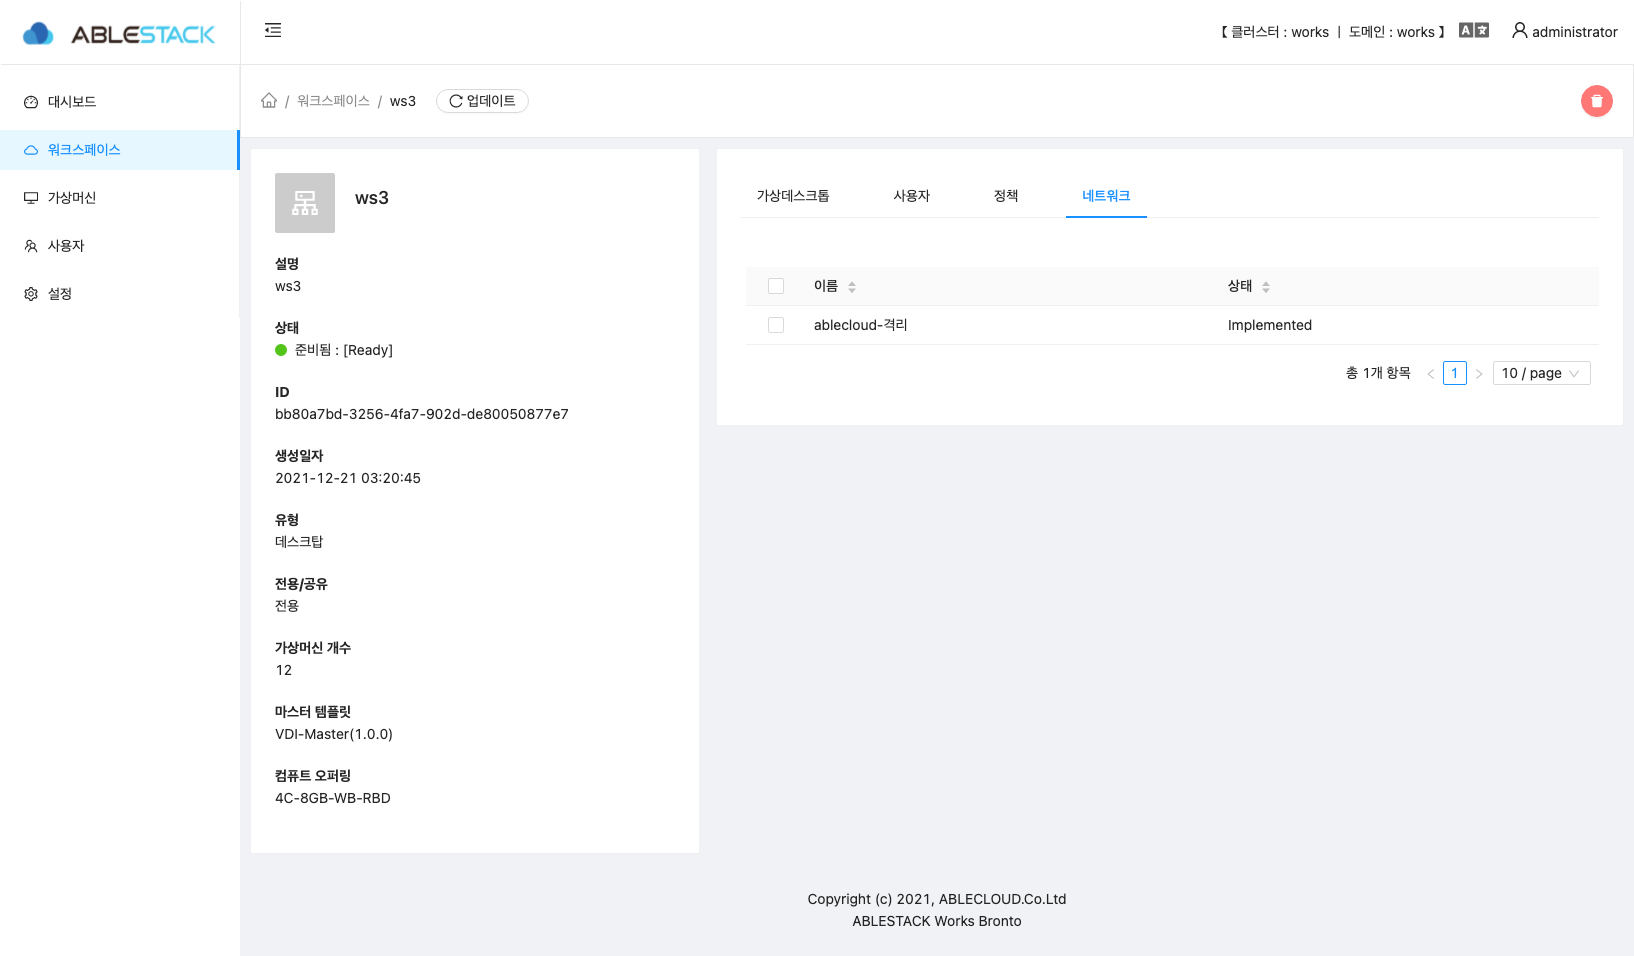 ABLESTACK
【 클러스터 : works | 도메인 : works 】 A administrator
대시보드
워크스페이스
가상머신
사용자
설정
/ 워크스페이스 / ws3 업데이트
ws3
설명
ws3
상태
준비됨 : [Ready]
ID
bb80a7bd-3256-4fa7-902d-de80050877e7
생성일자
2021-12-21 03:20:45
유형
데스크탑
전용/공유
전용
가상머신 개수
12
마스터 템플릿
VDI-Master(1.0.0)
컴퓨트 오퍼링
4C-8GB-WB-RBD
가상데스크톱 사용자 정책 네트워크
이름 상태
ablecloud-격리 Implemented
총 1개 항목 < 1 > 10 / page
Copyright (c) 2021, ABLECLOUD.Co.Ltd
ABLESTACK Works Bronto